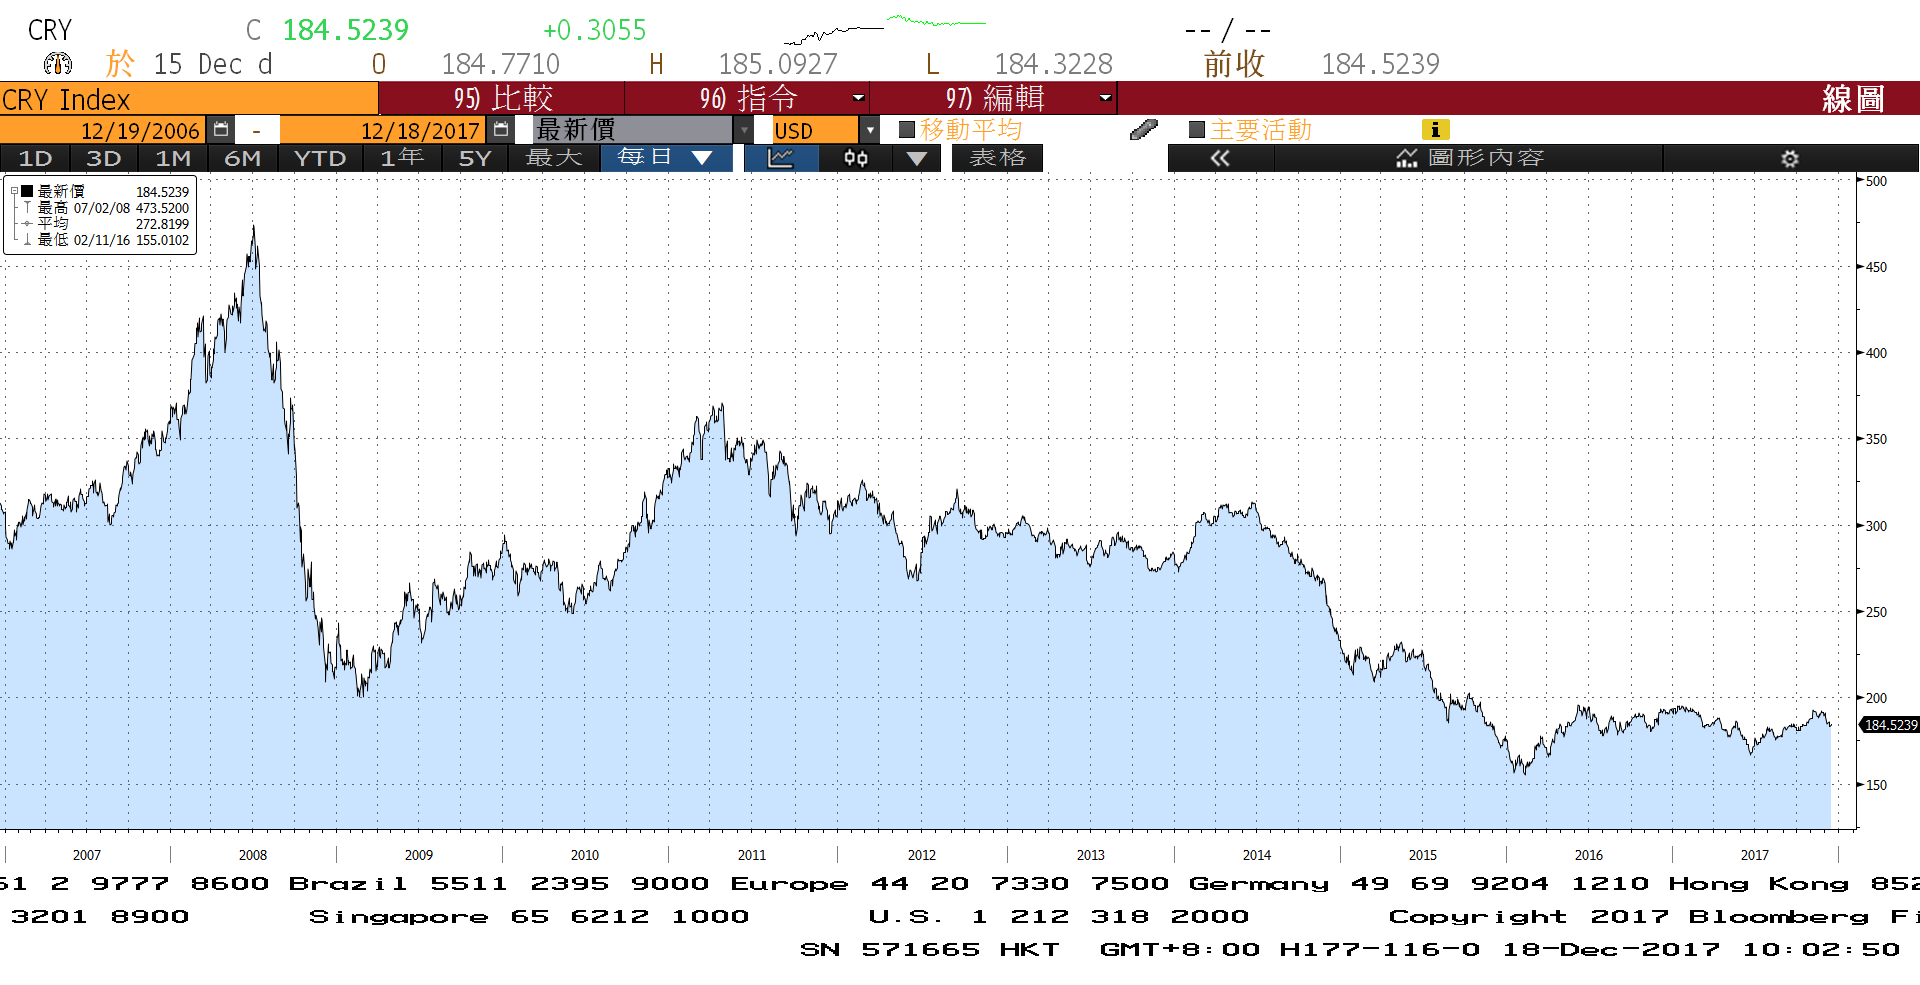 CRY C 184.5239 +0.3055 -- / --
於 15 Dec d O 184.7710 H 185.0927 L 184.3228 前收 184.5239
CRY Index 95) 比較 96) 指令 97) 編輯 線圖
12/19/2006 - 12/18/2017 最新價 USD 移動平均 主要活動
1D 3D 1M 6M YTD 1年 5Y 最大 每日 表格 圖形內容
最新價 184.5239
最高 07/02/08 473.5200
平均 272.8199
最低 02/11/16 155.0102
500
450
400
350
300
250
200
184.5239
150
2007 2008 2009 2010 2011 2012 2013 2014 2015 2016 2017
2 9777 8600 Brazil 5511 2395 9000 Europe 44 20 7330 7500 Germany 49 69 9204 1210 Hong Kong
3201 8900 Singapore 65 6212 1000 U.S. 1 212 318 2000 Copyright 2017 Bloomberg
SN 571665 HKT GMT+8:00 H177-116-0 18-Dec-2017 10:02:50